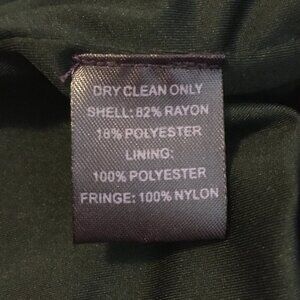 DRY CLEAN ONLY
SHELL: 82% RAYON
18% POLYESTER
LINING:
100% POLYESTER
FRINGE: 100% NYLON